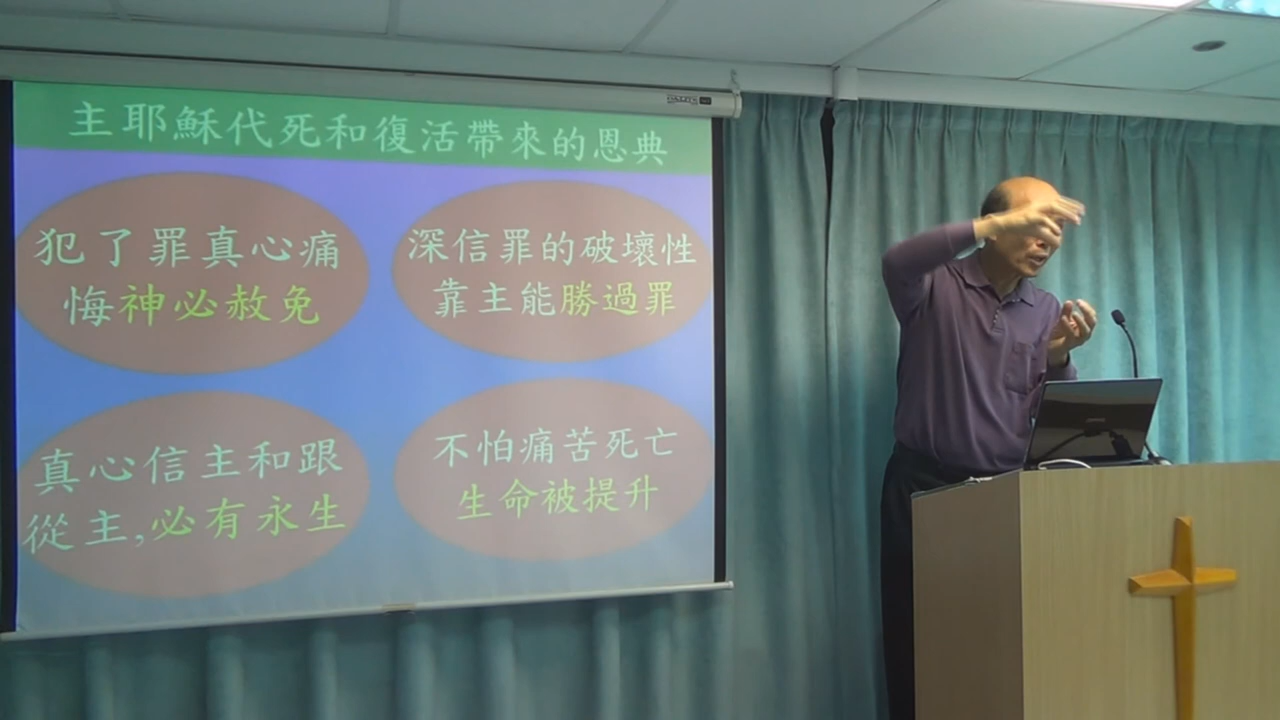 主耶穌代死和復活帶來的恩典
犯了罪真心痛
悔神必赦免
深信罪的破壞性
靠主能勝過罪
真心信主和跟
從主,必有永生
不怕痛苦死亡
生命被提升